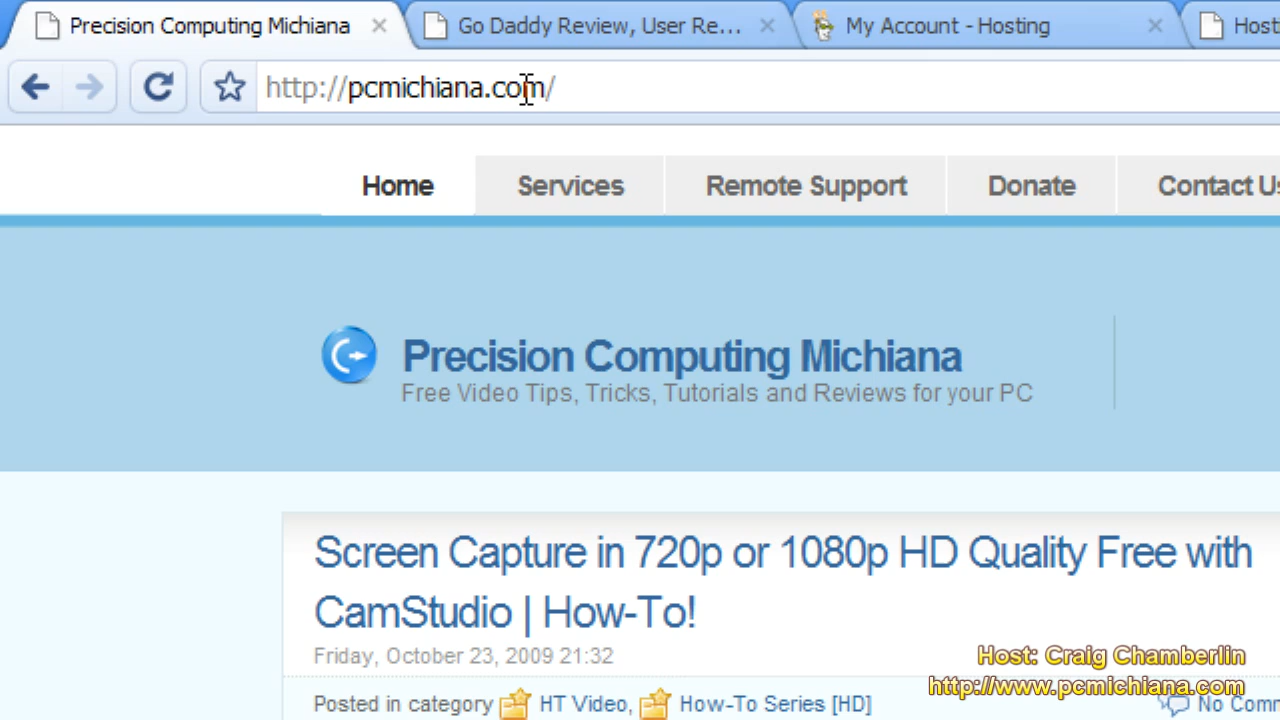 Precision Computing Michiana
Go Daddy Review, User Re...
My Account - Hosting
Host
http://pcmichiana.com/
Home
Services
Remote Support
Donate
Contact Us
Precision Computing Michiana
Free Video Tips, Tricks, Tutorials and Reviews for your PC
Screen Capture in 720p or 1080p HD Quality Free with
CamStudio | How-To!
Friday, October 23, 2009 21:32
Host: Craig Chamberlin
http://www.pcmichiana.com
Posted in category HT Video, How-To Series [HD]
No Comm